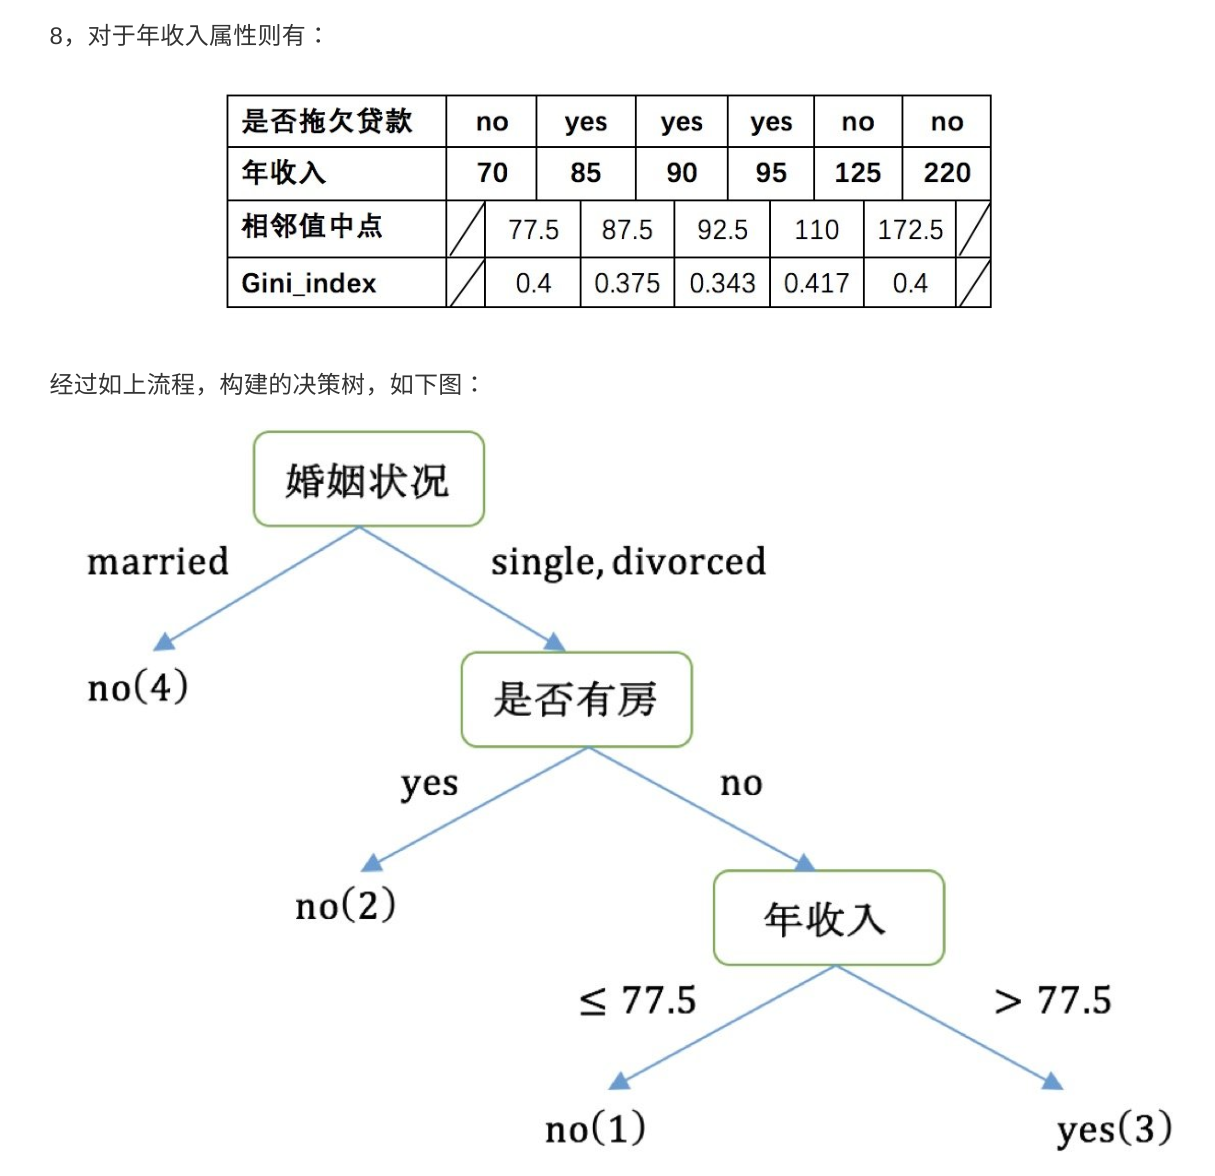 8，对于年收入属性则有：
是否拖欠贷款 no yes yes yes no no
年收入 70 85 90 95 125 220
相邻值中点 77.5 87.5 92.5 110 172.5
Gini_index 0.4 0.375 0.343 0.417 0.4
经过如上流程，构建的决策树，如下图：
婚姻状况
married single, divorced
no(4)
是否有房
yes no
no(2)
年收入
≤ 77.5 > 77.5
no(1) yes(3)